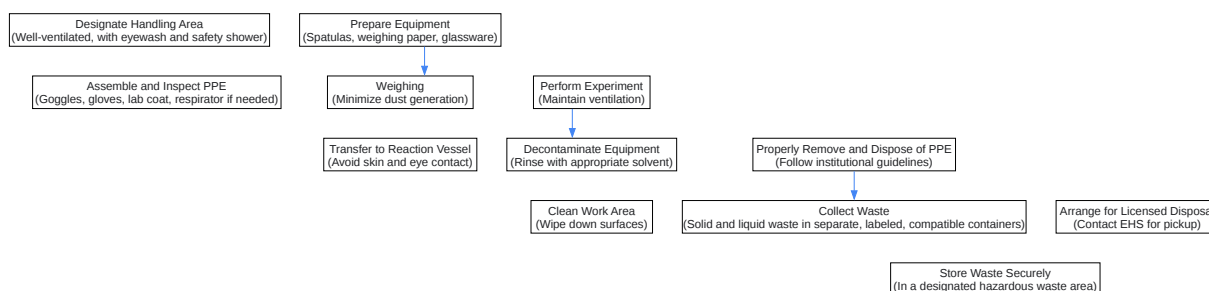 Designate Handling Area
(Well-ventilated, with eyewash and safety shower)
Prepare Equipment
(Spatulas, weighing paper, glassware)
Assemble and Inspect PPE
(Goggles, gloves, lab coat, respirator if needed)
Weighing
(Minimize dust generation)
Perform Experiment
(Maintain ventilation)
Transfer to Reaction Vessel
(Avoid skin and eye contact)
Decontaminate Equipment
(Rinse with appropriate solvent)
Properly Remove and Dispose of PPE
(Follow institutional guidelines)
Clean Work Area
(Wipe down surfaces)
Collect Waste
(Solid and liquid waste in separate, labeled, compatible containers)
Arrange for Licensed Disposa
(Contact EHS for pickup)
Store Waste Securely
(In a designated hazardous waste area)